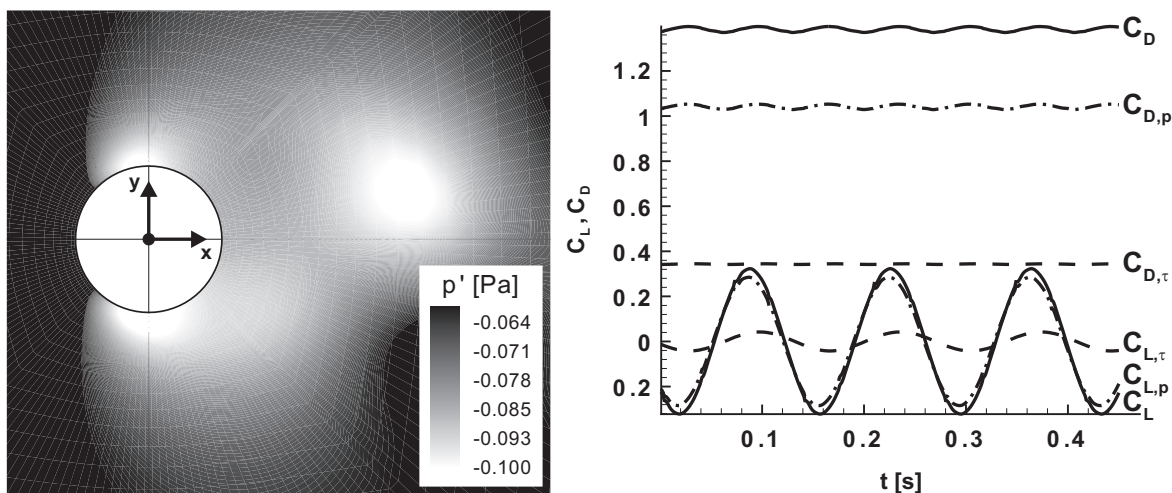 y
x
p' [Pa]
-0.064
-0.071
-0.078
-0.085
-0.093
-0.100
C_L, C_D
1.2
1
0.8
0.6
0.4
0.2
0
0.2
0.1
0.2
0.3
0.4
t [s]
C_D
C_D,p
C_D,τ
C_L,τ
C_L,p
C_L